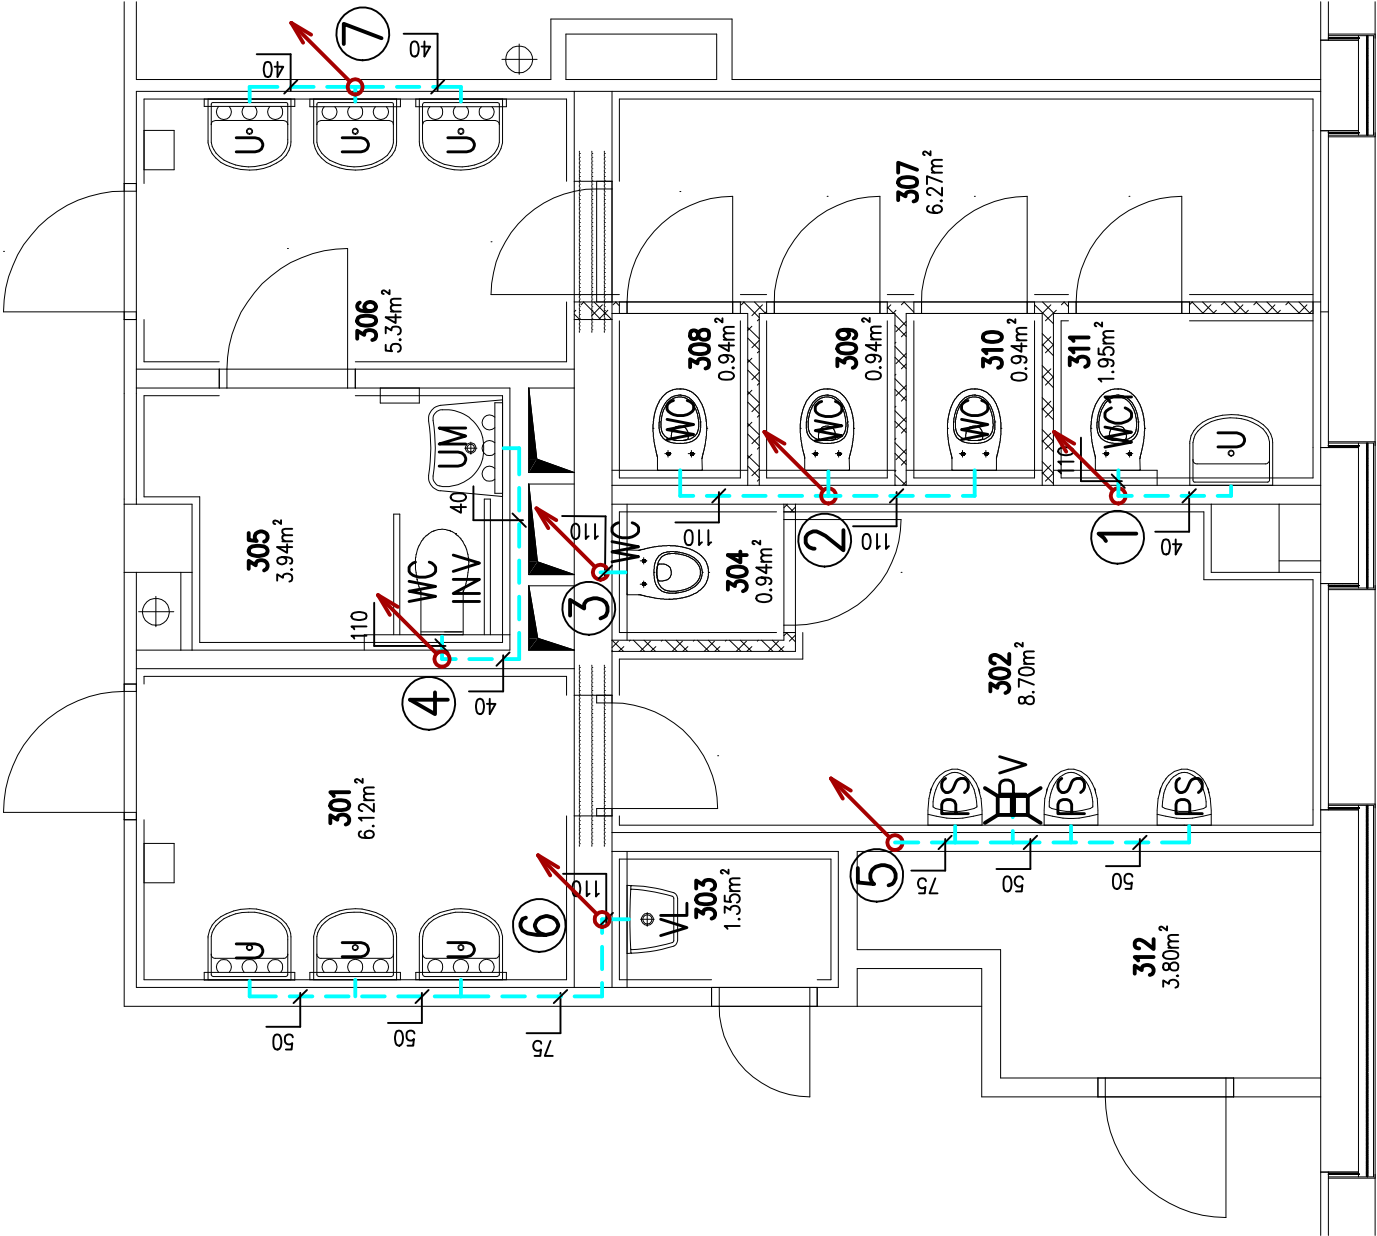 7
40
40
U
U
U
306
5.34m²
307
6.27m²
308
0.94m²
309
0.94m²
310
0.94m²
311
1.95m²
WC
WC
WC
WC1
U
110
110
110
40
2
1
UM
40
305
3.94m²
WC
INV
110
40
4
3
110
WC
304
0.94m²
302
8.70m²
301
6.12m²
PS
PV
PS
PS
5
75
50
50
6
110
VL
303
1.35m²
U
U
U
50
50
75
312
3.80m²